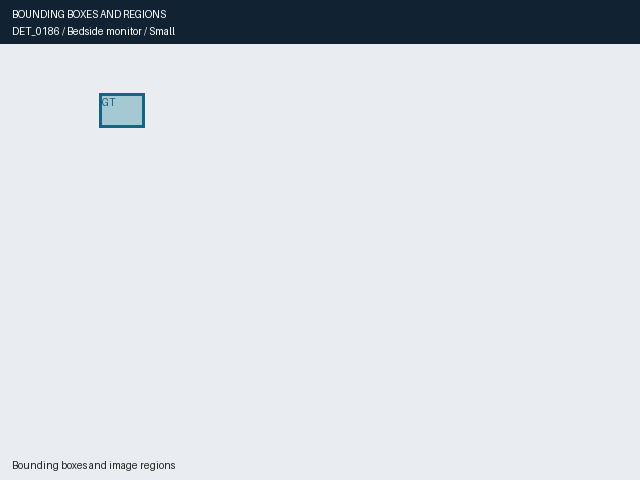 BOUNDING BOXES AND REGIONS
DET_0186 / Bedside monitor / Small
GT
Bounding boxes and image regions